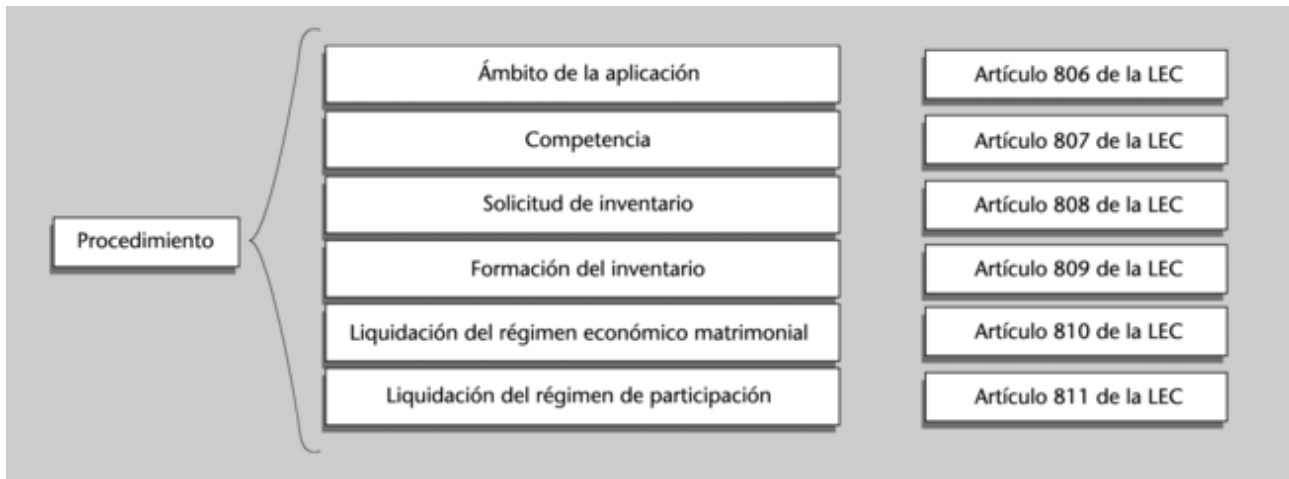 Ámbito de la aplicación
Artículo 806 de la LEC
Competencia
Artículo 807 de la LEC
Solicitud de inventario
Artículo 808 de la LEC
Procedimiento
Formación del inventario
Artículo 809 de la LEC
Liquidación del régimen económico matrimonial
Artículo 810 de la LEC
Liquidación del régimen de participación
Artículo 811 de la LEC